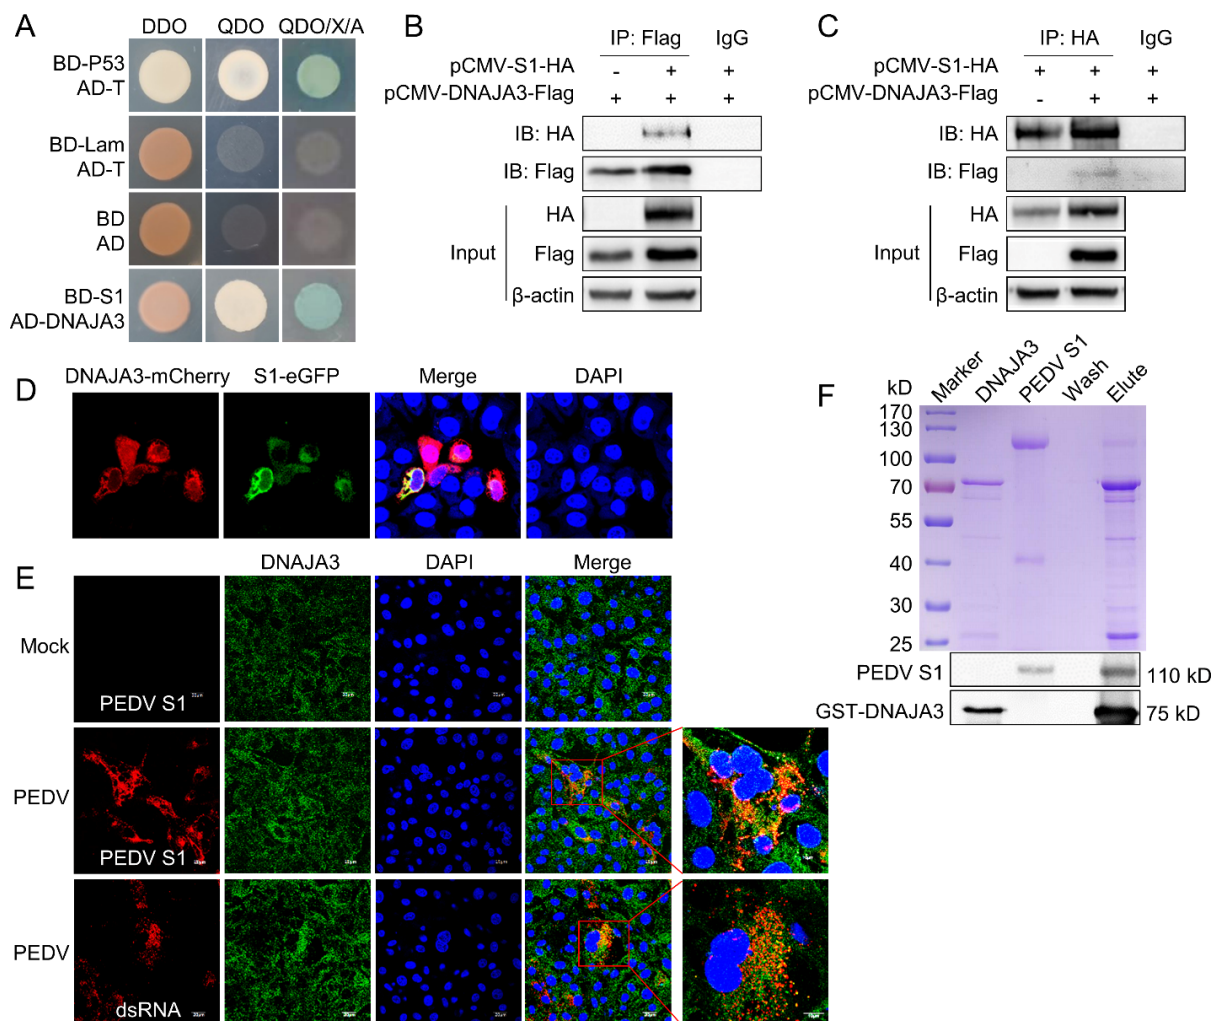 A
DDO QDO QDO/X/A
BD-P53
AD-T
BD-Lam
AD-T
BD
AD
BD-S1
AD-DNAJA3
B
IP: Flag IgG
pCMV-S1-HA - + +
pCMV-DNAJA3-Flag + + +
IB: HA
IB: Flag
Input
HA
Flag
β-actin
C
IP: HA IgG
pCMV-S1-HA + + +
pCMV-DNAJA3-Flag - + +
IB: HA
IB: Flag
Input
HA
Flag
β-actin
D
DNAJA3-mCherry S1-eGFP Merge DAPI
E
DNAJA3 DAPI Merge
Mock
PEDV S1
PEDV
PEDV S1
PEDV
dsRNA
F
kD Marker DNAJA3 PEDV S1 Wash Elute
170
130
100
70
55
40
30
25
PEDV S1 110 kD
GST-DNAJA3 75 kD